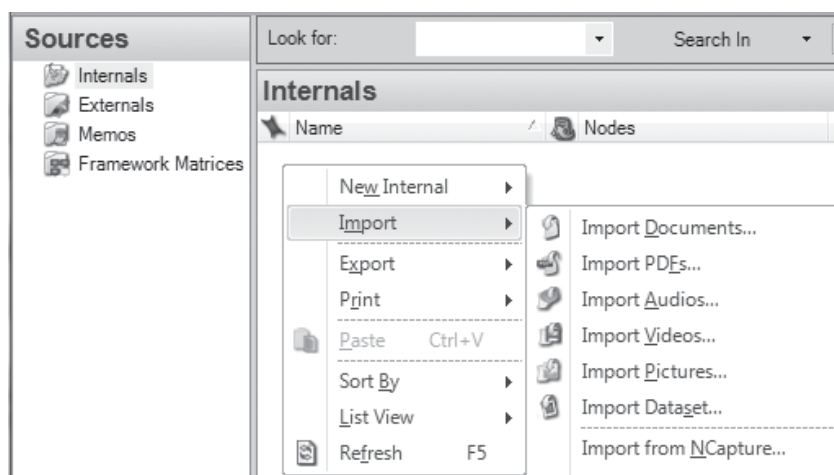 Sources
Internals
Externals
Memos
Framework Matrices
Look for:
Search In
Internals
Name
Nodes
New Internal
Import
Export
Print
Paste Ctrl+V
Sort By
List View
Refresh F5
Import Documents...
Import PDFs...
Import Audios...
Import Videos...
Import Pictures...
Import Dataset...
Import from NCapture...